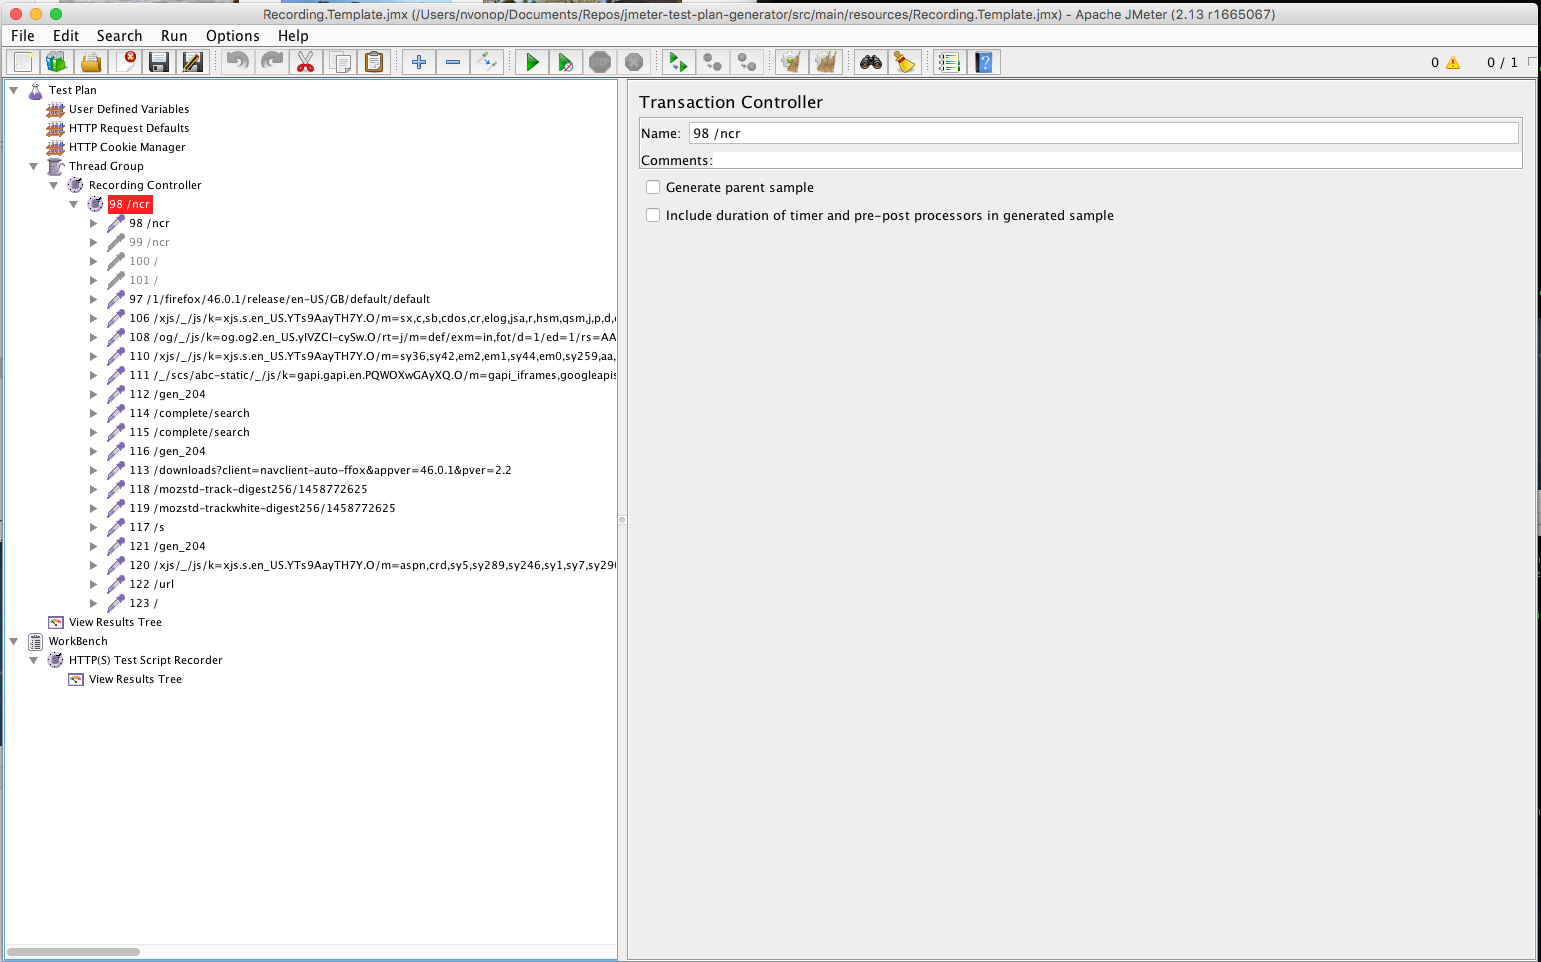 Recording.Template.jmx (/Users/nvonop/Documents/Repos/jmeter-test-plan-generator/src/main/resources/Recording.Template.jmx) - Apache JMeter (2.13 r1665067)
File Edit Search Run Options Help
STOP
0 0 / 1
Test Plan
User Defined Variables
HTTP Request Defaults
HTTP Cookie Manager
Thread Group
Recording Controller
98 /ncr
98 /ncr
99 /ncr
100 /
101 /
97 /1/firefox/46.0.1/release/en-US/GB/default/default
106 /xjs/_/js/k=xjs.s.en_US.YTs9AayTH7Y.O/m=sx,c,sb,cdos,cr,elog,jsa,r,hsm,qsm,j,p,d,
108 /og/_/js/k=og.og2.en_US.yIVZCI-cySw.O/rt=j/m=def/exm=in,fot/d=1/ed=1/rs=AA
110 /xjs/_/js/k=xjs.s.en_US.YTs9AayTH7Y.O/m=sy36,sy42,em2,em1,sy44,em0,sy259,aa,
111 /_/scs/abc-static/_/js/k=gapi.gapi.en.PQWOXwGAyXQ.O/m=gapi_iframes,googleapis
112 /gen_204
114 /complete/search
115 /complete/search
116 /gen_204
113 /downloads?client=navclient-auto-ffox&appver=46.0.1&pver=2.2
118 /mozstd-track-digest256/1458772625
119 /mozstd-trackwhite-digest256/1458772625
117 /s
121 /gen_204
120 /xjs/_/js/k=xjs.s.en_US.YTs9AayTH7Y.O/m=aspn,crd,sy5,sy289,sy246,sy1,sy7,sy290
122 /url
123 /
View Results Tree
WorkBench
HTTP(S) Test Script Recorder
View Results Tree
Transaction Controller
Name: 98 /ncr
Comments:
Generate parent sample
Include duration of timer and pre-post processors in generated sample